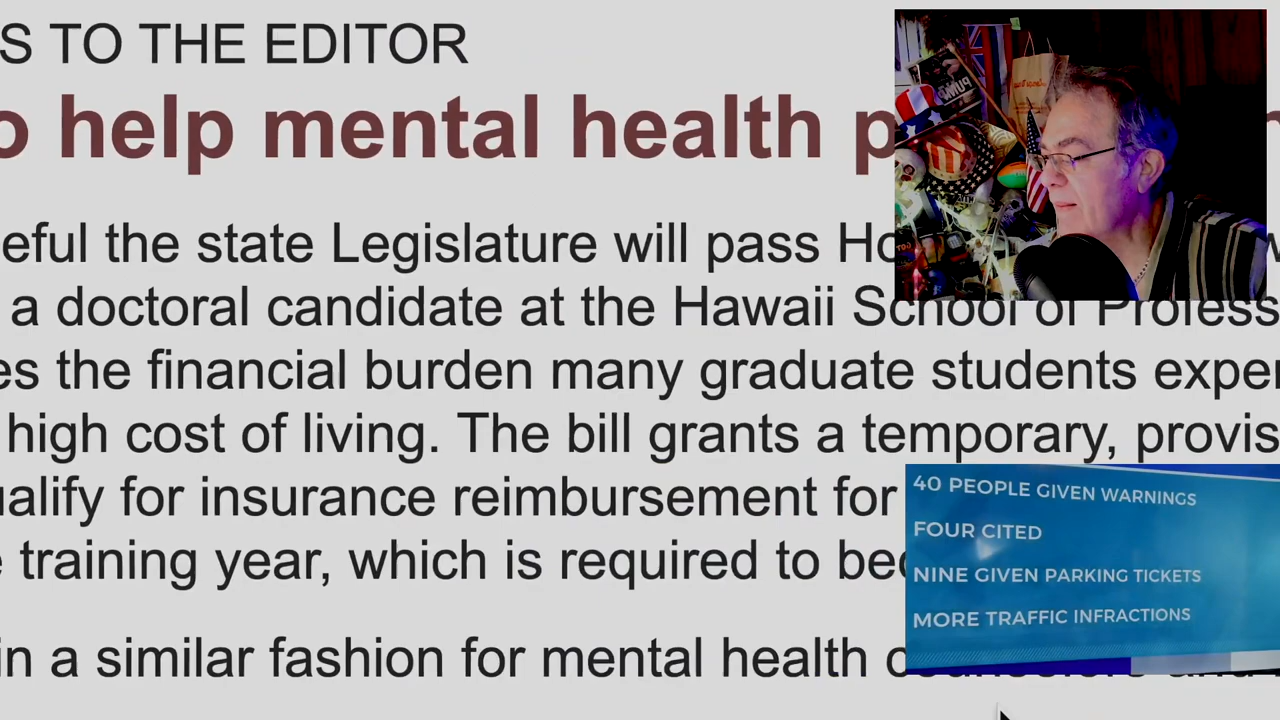 S TO THE EDITOR
o help mental health p
eful the state Legislature will pass Ho
a doctoral candidate at the Hawaii School of Profess
es the financial burden many graduate students exper
high cost of living. The bill grants a temporary, provis
ualify for insurance reimbursement for
e training year, which is required to bec
in a similar fashion for mental health counselors and
40 PEOPLE GIVEN WARNINGS
FOUR CITED
NINE GIVEN PARKING TICKETS
MORE TRAFFIC INFRACTIONS